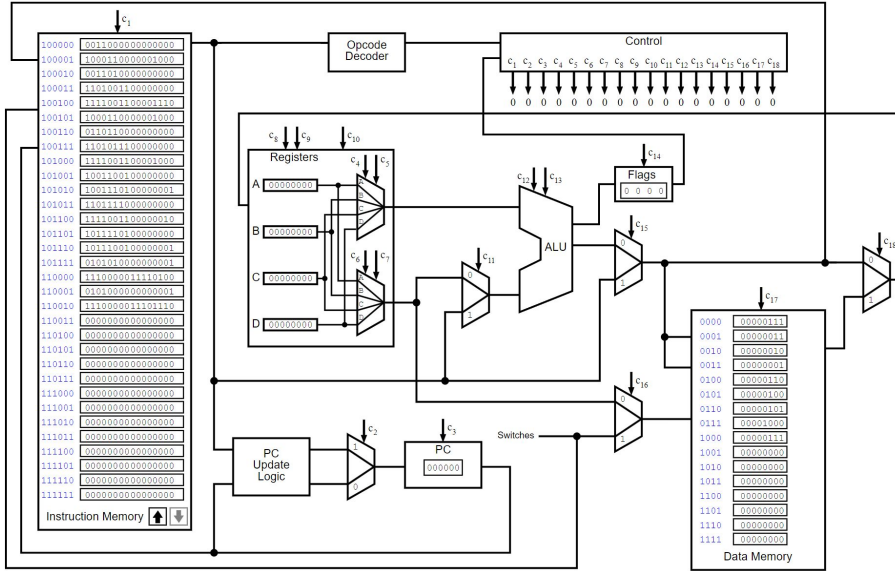 c1
100000 0011000000000000
100001 1000110000001000
100010 0011010000000000
100011 1101001100000000
100100 1111001100001110
100101 1000110000001000
100110 0110110000000000
100111 1101011100000000
101000 1111001100001000
101001 1001100100000000
101010 1001110100000001
101011 1101111000000000
101100 1111001100000010
101101 1011110100000000
101110 1011100100000001
101111 0101010000000000
110000 1110000011110100
110001 0101000000000001
110010 1110000011101110
110011 0000000000000000
110100 0000000000000000
110101 0000000000000000
110110 0000000000000000
110111 0000000000000000
111000 0000000000000000
111001 0000000000000000
111010 0000000000000000
111011 0000000000000000
111100 0000000000000000
111101 0000000000000000
111110 0000000000000000
111111 0000000000000000
Instruction Memory
Opcode
Decoder
Control
c1 c2 c3 c4 c5 c6 c7 c8 c9 c10 c11 c12 c13 c14 c15 c16 c17 c18
0 0 0 0 0 0 0 0 0 0 0 0 0 0 0 0 0 0
c8 c9 c10
Registers
A 00000000
B 00000000
C 00000000
D 00000000
c4 c5
A
B
C
D
c6 c7
A
B
C
D
c11
0
1
c12 c13
ALU
c14
Flags
0 0 0 0
c15
0
1
c18
0
1
c16
0
1
Switches
PC
Update
Logic
c2
1
0
c3
PC
000000
c17
0000 00000111
0001 00000011
0010 00000010
0011 00000001
0100 00000110
0101 00000100
0110 00000101
0111 00001000
1000 00000111
1001 00000000
1010 00000000
1011 00000000
1100 00000000
1101 00000000
1110 00000000
1111 00000000
Data Memory